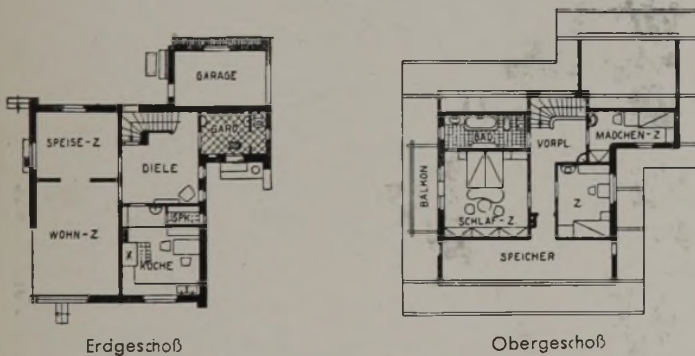 GARAGE
SPEISE-Z
GARD.
DIELE
WOHN-Z
SPK.
KÜCHE
Erdgeschoß
BAD
VORPL
MÄDCHEN-Z
BALKON
SCHLAF-Z
Z
SPEICHER
Obergeschoß